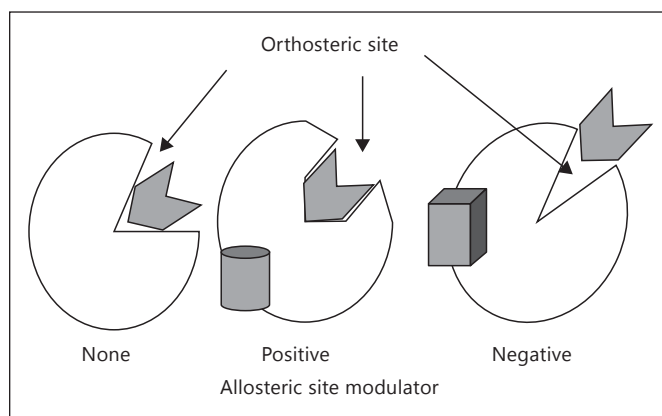 Orthosteric site
None Positive Negative
Allosteric site modulator